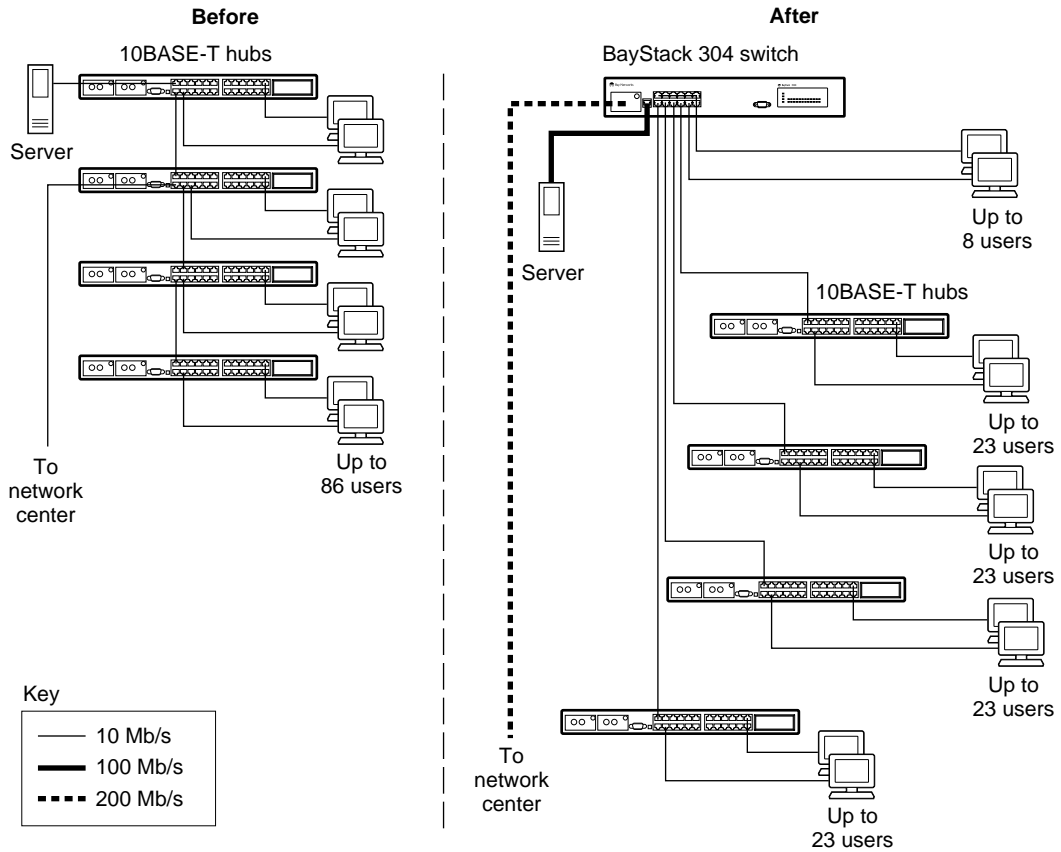 Before
10BASE-T hubs
Server
To
network
center
Up to
86 users
Key
10 Mb/s
100 Mb/s
200 Mb/s
After
BayStack 304 switch
Bay Networks
Server
Up to
8 users
10BASE-T hubs
Up to
23 users
Up to
23 users
Up to
23 users
Up to
23 users
To
network
center